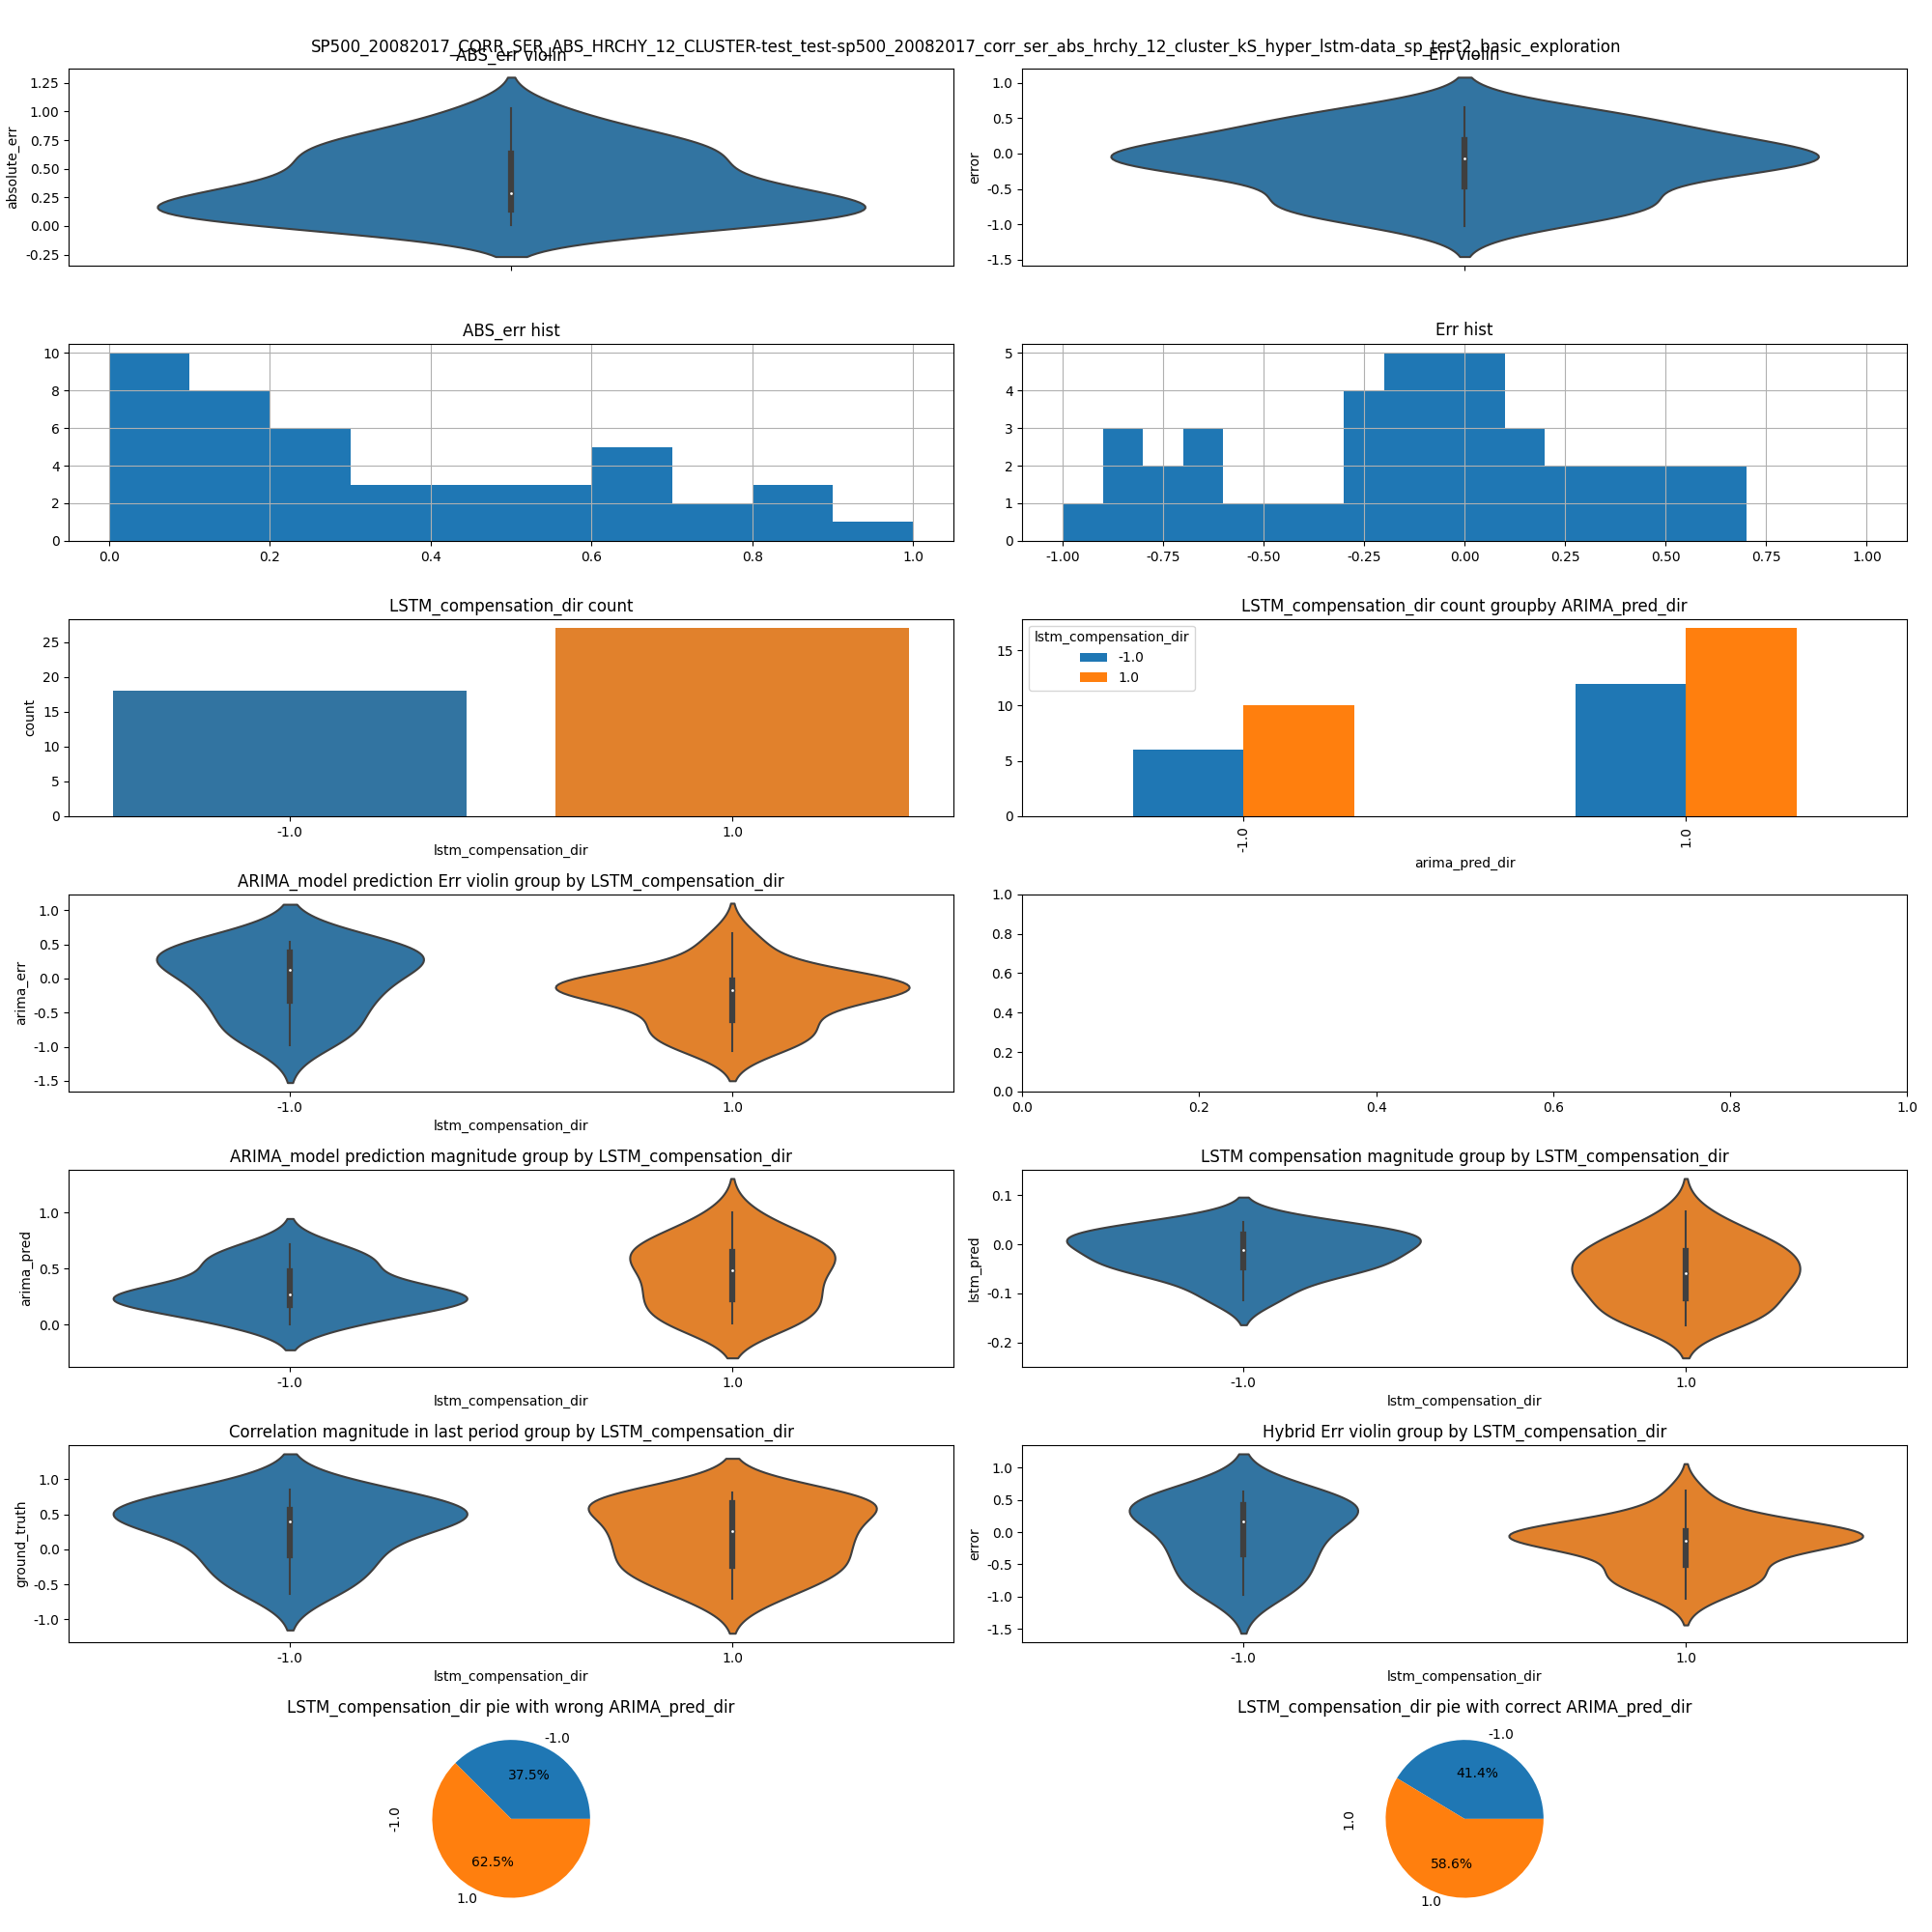 SP500_20082017_CORR_SER_ABS_HRCHY_12_CLUSTER-test_test-sp500_20082017_corr_ser_abs_hrchy_12_cluster_kS_hyper_lstm-data_sp_test2_basic_exploration
ABS_err violin
absolute_err
1.25
1.00
0.75
0.50
0.25
0.00
-0.25
Err violin
error
1.0
0.5
0.0
-0.5
-1.0
-1.5
ABS_err hist
10
8
6
4
2
0
0.0 0.2 0.4 0.6 0.8 1.0
Err hist
5
4
3
2
1
0
-1.00 -0.75 -0.50 -0.25 0.00 0.25 0.50 0.75 1.00
LSTM_compensation_dir count
count
25
20
15
10
5
0
-1.0 1.0
lstm_compensation_dir
LSTM_compensation_dir count groupby ARIMA_pred_dir
lstm_compensation_dir
-1.0
1.0
15
10
5
0
-1.0 1.0
arima_pred_dir
ARIMA_model prediction Err violin group by LSTM_compensation_dir
arima_err
1.0
0.5
0.0
-0.5
-1.0
-1.5
-1.0 1.0
lstm_compensation_dir
1.0
0.8
0.6
0.4
0.2
0.0
0.0 0.2 0.4 0.6 0.8 1.0
ARIMA_model prediction magnitude group by LSTM_compensation_dir
arima_pred
1.0
0.5
0.0
-1.0 1.0
lstm_compensation_dir
LSTM compensation magnitude group by LSTM_compensation_dir
lstm_pred
0.1
0.0
-0.1
-0.2
-1.0 1.0
lstm_compensation_dir
Correlation magnitude in last period group by LSTM_compensation_dir
ground_truth
1.0
0.5
0.0
-0.5
-1.0
-1.0 1.0
lstm_compensation_dir
Hybrid Err violin group by LSTM_compensation_dir
error
1.0
0.5
0.0
-0.5
-1.0
-1.5
-1.0 1.0
lstm_compensation_dir
LSTM_compensation_dir pie with wrong ARIMA_pred_dir
-1.0
37.5%
-1.0
62.5%
1.0
LSTM_compensation_dir pie with correct ARIMA_pred_dir
-1.0
41.4%
1.0
58.6%
1.0